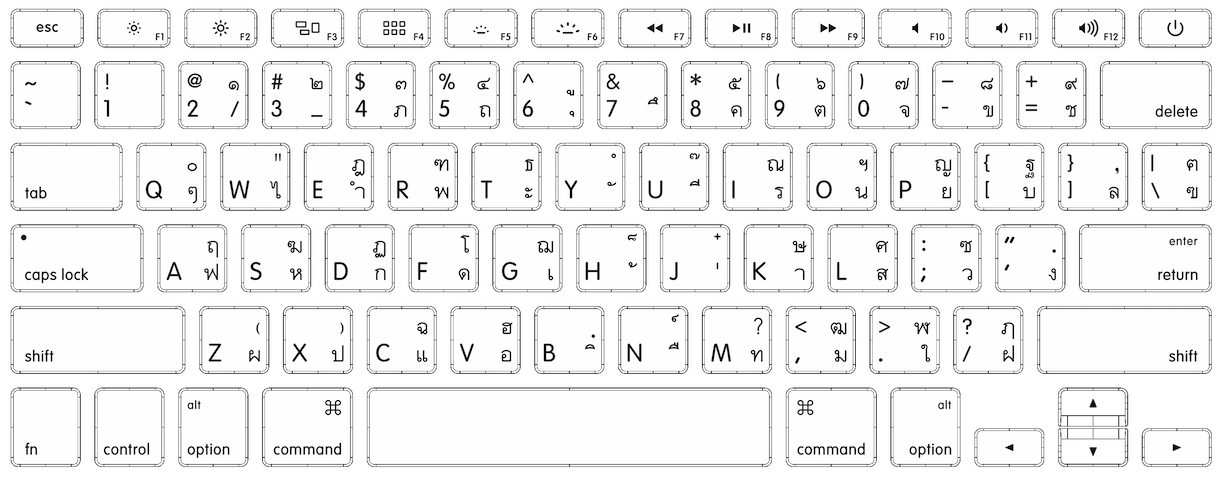 esc F1 F2 F3 F4 F5 F6 F7 F8 F9 F10 F11 F12
~ ! @ ๑ # ๒ $ ๓ % ๔ ^ ู & * ๕ ( ๖ ) ๗ – ๘ + ๙
` 1 2 / 3 _ 4 ภ 5 ถ 6 ุ 7 ึ 8 ค 9 ต 0 จ - ข = ช delete
๐ " ฎ ฑ ธ ํ ๊ ณ ฯ ญ { ฐ } , | ฅ
tab Q ๆ W ไ E ำ R พ T ะ Y ั U ี I ร O น P ย [ บ ] ล \ ฃ
ฤ ฆ ฏ โ ฌ ็ ๋ ษ ศ : ซ " . enter
caps lock A ฟ S ห D ก F ด G เ H ้ J ่ K า L ส ; ว ' ง return
( ) ฉ ฮ ฺ ์ ? < ฒ > ฬ ? ฦ
shift Z ผ X ป C แ V อ B ิ N ื M ท , ม . ใ / ฝ shift
alt ⌘ ⌘ alt
fn control option command command option